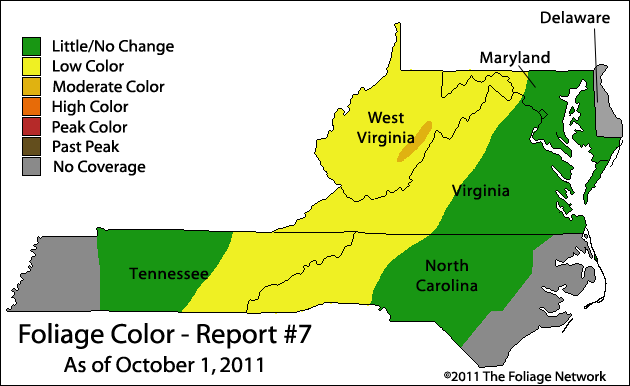 Delaware
Maryland
Little/No Change
Low Color
Moderate Color
High Color
Peak Color
Past Peak
No Coverage
West
Virginia
Virginia
Tennessee
North
Carolina
Foliage Color - Report #7
As of October 1, 2011
©2011 The Foliage Network